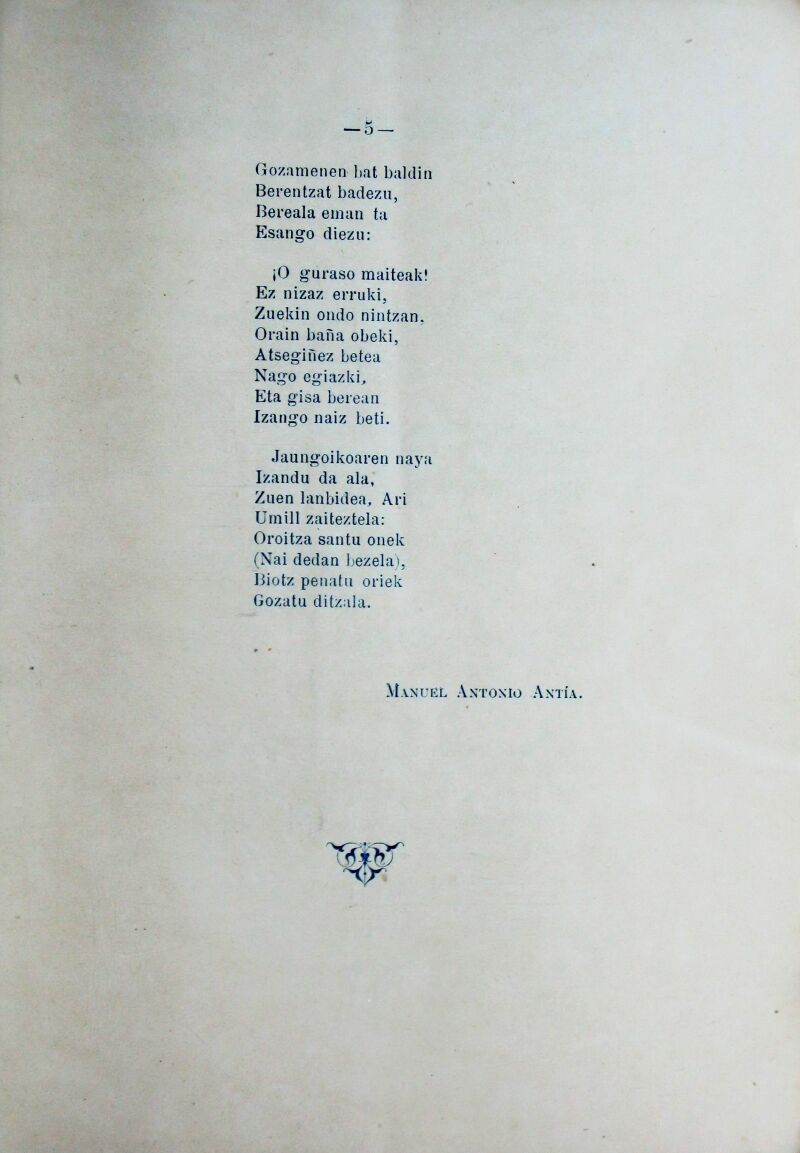 —5—
Gozamenen bat baldin
Berentzat badezu,
Bereala eman ta
Esango diezu:
¡O guraso maiteak!
Ez nizaz erruki,
Zuekin ondo nintzan,
Orain baña obeki,
Atsegiñez betea
Nago egiazki,
Eta gisa berean
Izango naiz beti.
Jaungoikoaren naya
Izandu da ala,
Zuen lanbidea, Ari
Umill zaiteztela:
Oroitza santu onek
(Nai dedan bezela),
Biotz penatu oriek
Gozatu ditzala.
MANUEL ANTONIO ANTÍA.